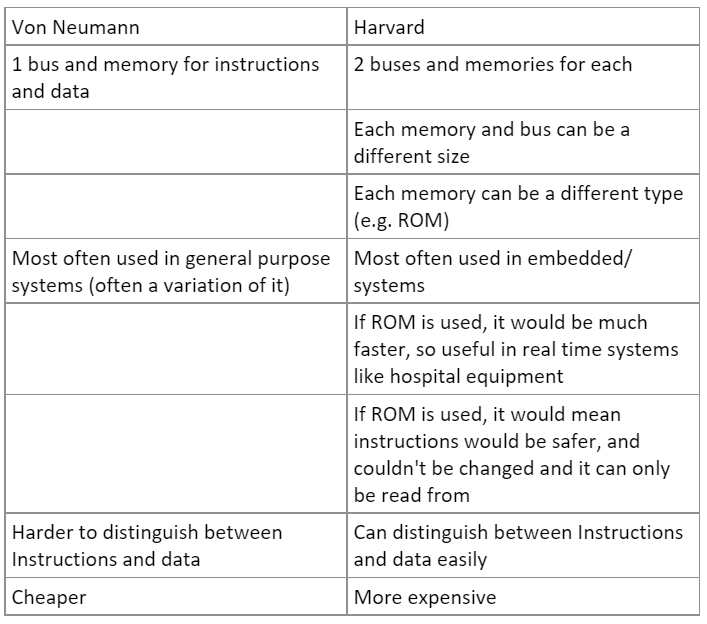 Von Neumann
Harvard
1 bus and memory for instructions
and data
2 buses and memories for each
Each memory and bus can be a
different size
Each memory can be a different type
(e.g. ROM)
Most often used in general purpose
systems (often a variation of it)
Most often used in embedded/
systems
If ROM is used, it would be much
faster, so useful in real time systems
like hospital equipment
If ROM is used, it would mean
instructions would be safer, and
couldn't be changed and it can only
be read from
Harder to distinguish between
Instructions and data
Can distinguish between Instructions
and data easily
Cheaper
More expensive